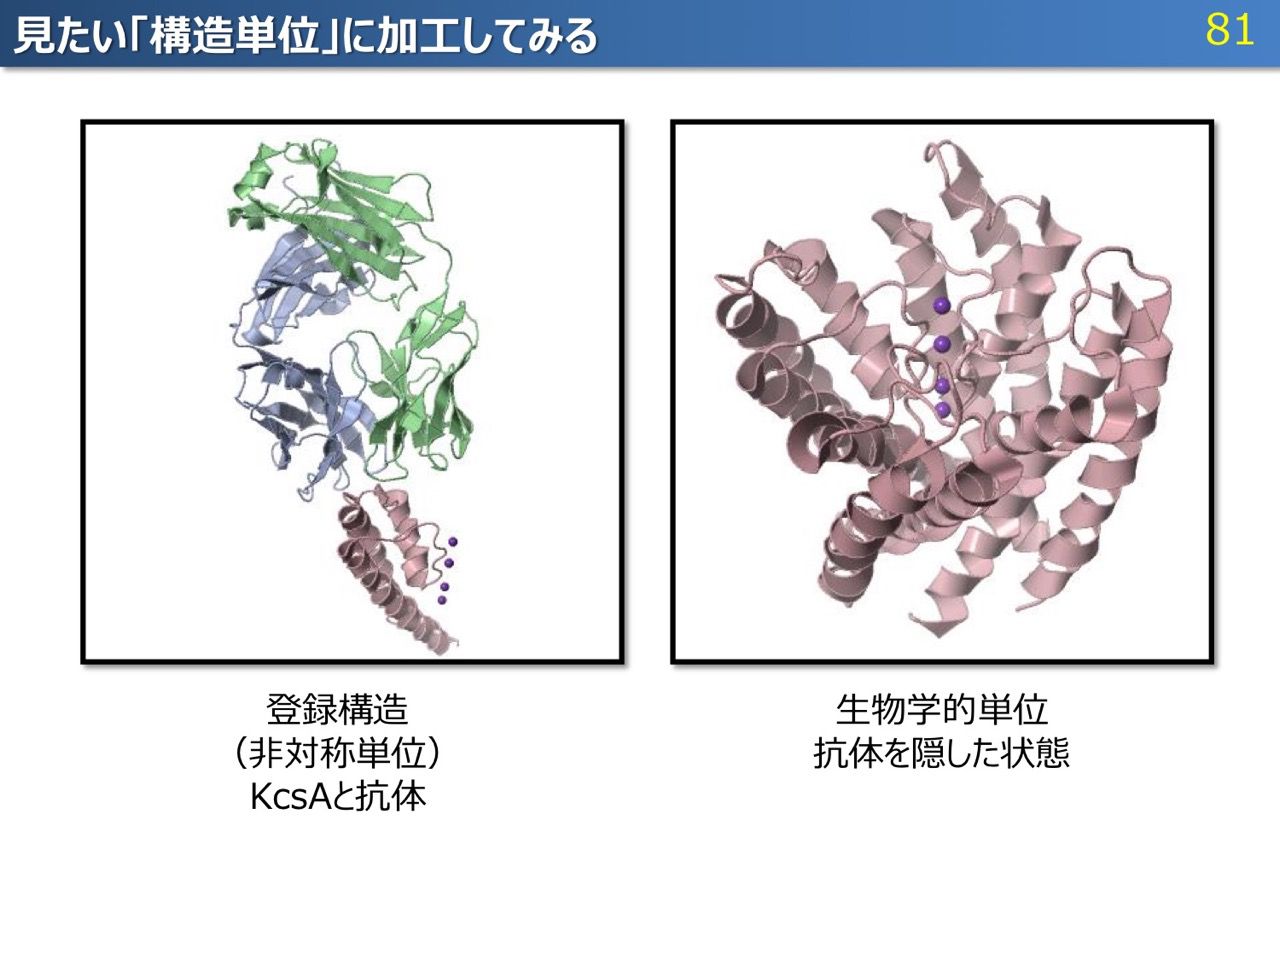 見たい「構造単位」に加工してみる
81
登録構造
（非対称単位）
KcsAと抗体
生物学的単位
抗体を隠した状態